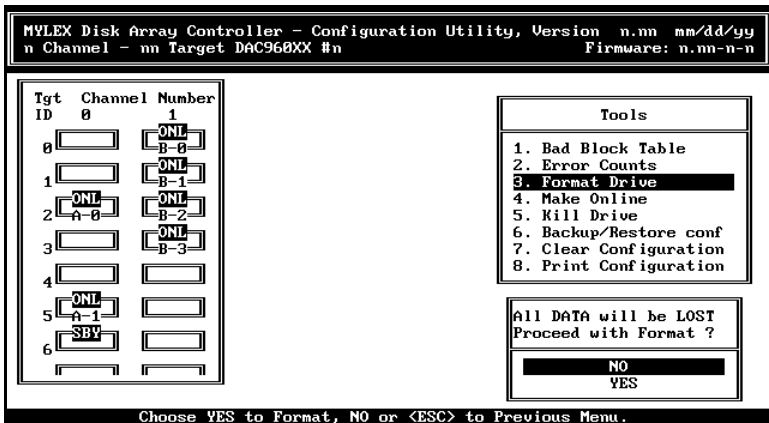 MYLEX Disk Array Controller - Configuration Utility, Version n.nn mm/dd/yy
n Channel - nn Target DAC960XX #n Firmware: n.nn-n-n
Tgt Channel Number
ID 0 1
0 ONL B-0
1 ONL B-1
2 ONL A-0 ONL B-2
3 ONL B-3
4
5 ONL A-1
6 SBY
Tools
1. Bad Block Table
2. Error Counts
3. Format Drive
4. Make Online
5. Kill Drive
6. Backup/Restore conf
7. Clear Configuration
8. Print Configuration
All DATA will be LOST
Proceed with Format ?
NO
YES
Choose YES to Format, NO or <ESC> to Previous Menu.